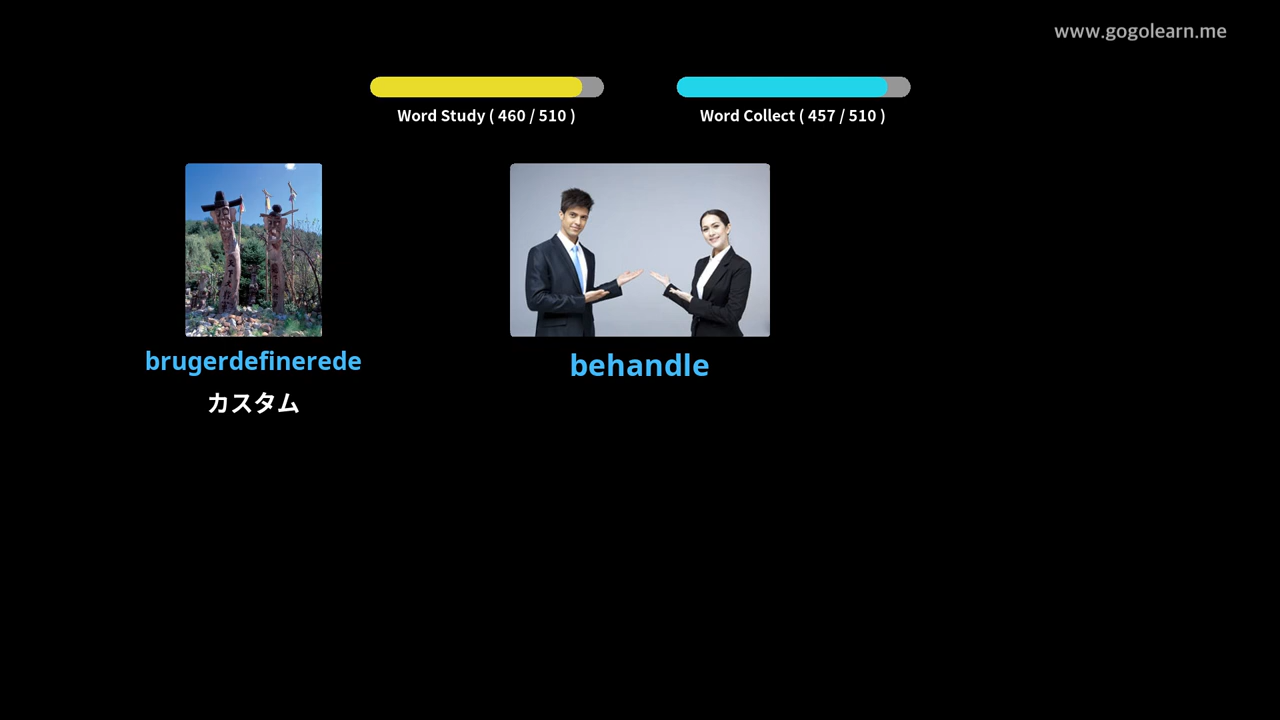 www.gogolearn.me
Word Study ( 460 / 510 )
Word Collect ( 457 / 510 )
brugerdefinerede
behandle
カスタム